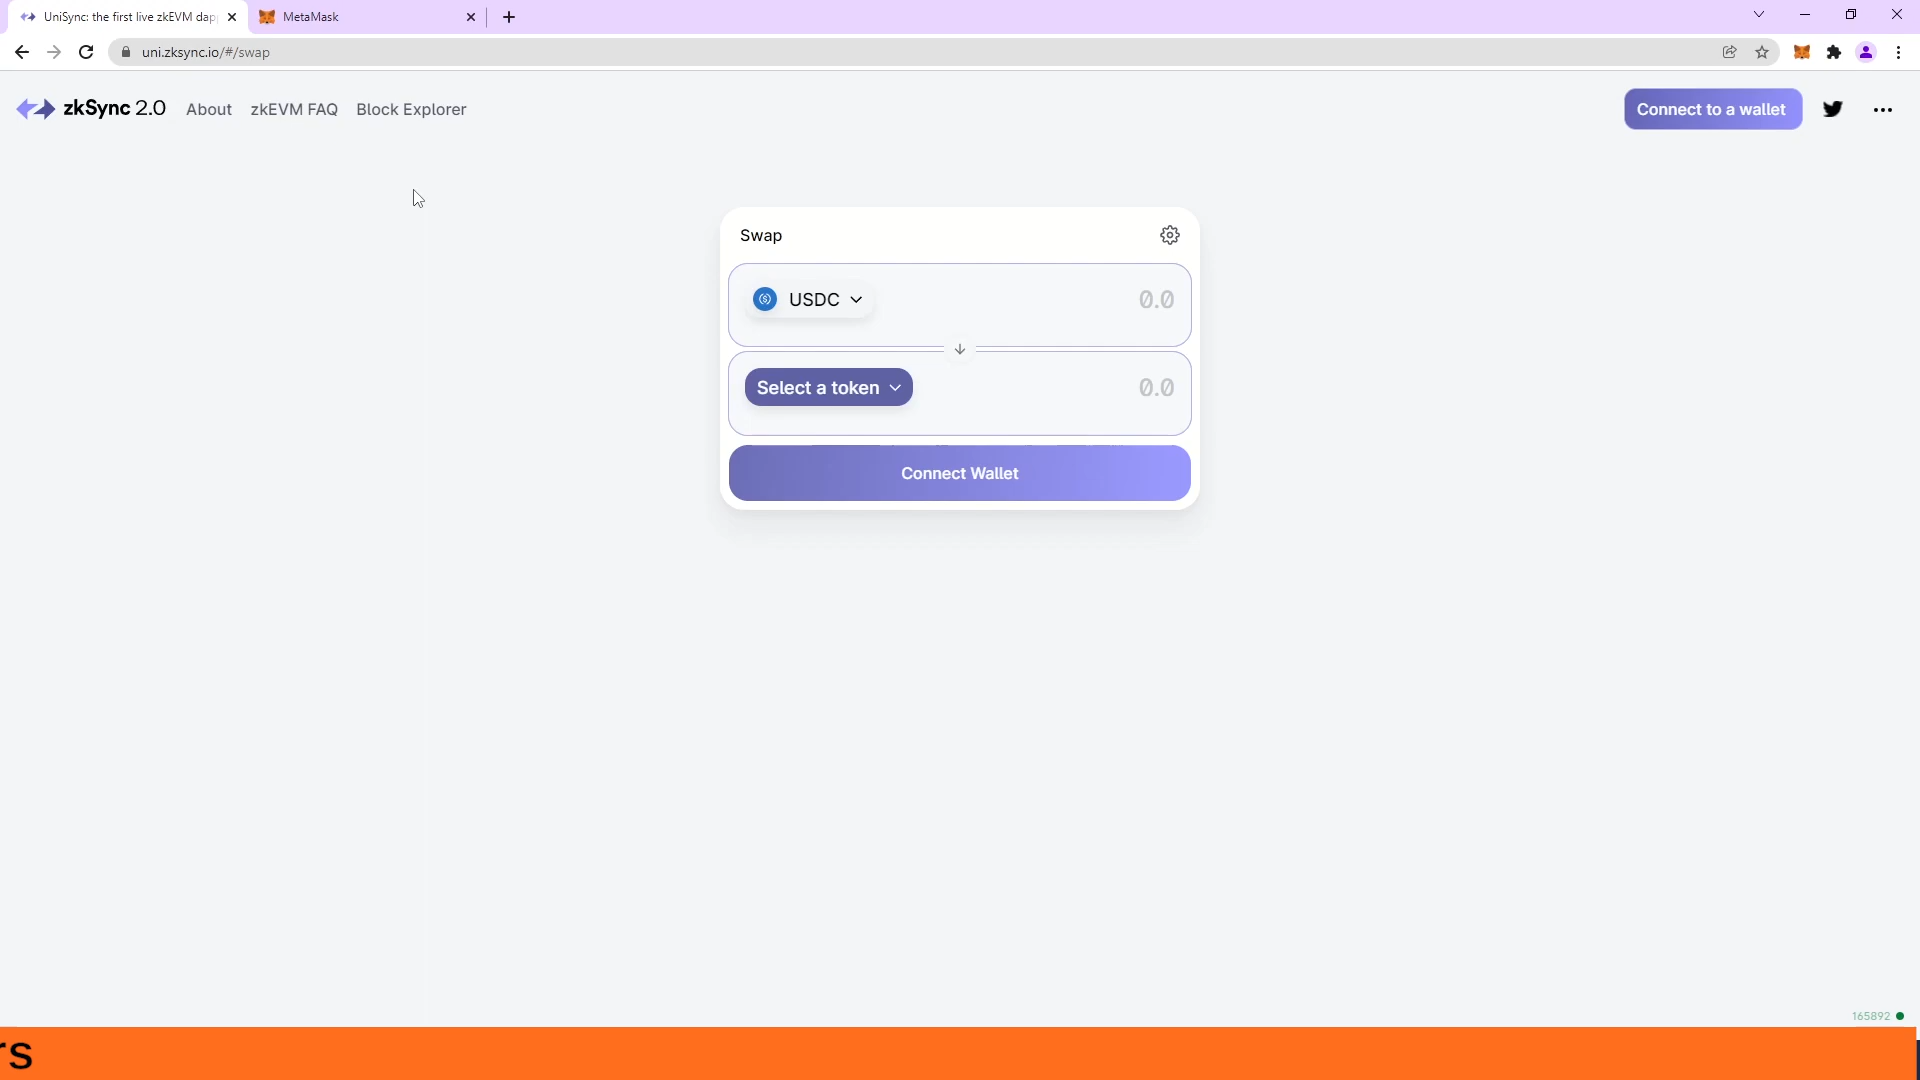 UniSync: the first live zkEVM dap
MetaMask
uni.zksync.io/#/swap
zkSync 2.0
About
zkEVM FAQ
Block Explorer
Connect to a wallet
Swap
USDC
0.0
Select a token
0.0
Connect Wallet
165892
rs